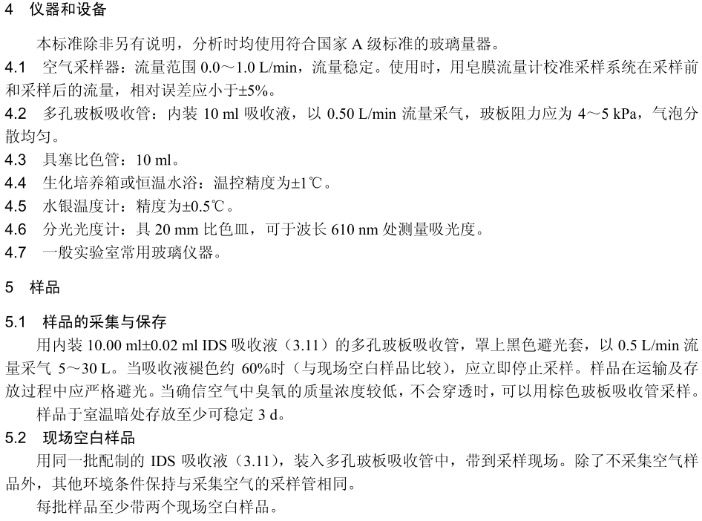 4 仪器和设备
本标准除非另有说明，分析时均使用符合国家 A 级标准的玻璃量器。
4.1 空气采样器：流量范围 0.0～1.0 L/min，流量稳定。使用时，用皂膜流量计校准采样系统在采样前
和采样后的流量，相对误差应小于±5%。
4.2 多孔玻板吸收管：内装 10 ml 吸收液，以 0.50 L/min 流量采气，玻板阻力应为 4～5 kPa，气泡分
散均匀。
4.3 具塞比色管：10 ml。
4.4 生化培养箱或恒温水浴：温控精度为±1℃。
4.5 水银温度计：精度为±0.5℃。
4.6 分光光度计：具 20 mm 比色皿，可于波长 610 nm 处测量吸光度。
4.7 一般实验室常用玻璃仪器。
5 样品
5.1 样品的采集与保存
用内装 10.00 ml±0.02 ml IDS 吸收液（3.11）的多孔玻板吸收管，罩上黑色避光套，以 0.5 L/min 流
量采气 5～30 L。当吸收液褪色约 60%时（与现场空白样品比较），应立即停止采样。样品在运输及存
放过程中应严格避光。当确信空气中臭氧的质量浓度较低，不会穿透时，可以用棕色玻板吸收管采样。
样品于室温暗处存放至少可稳定 3 d。
5.2 现场空白样品
用同一批配制的 IDS 吸收液（3.11），装入多孔玻板吸收管中，带到采样现场。除了不采集空气样
品外，其他环境条件保持与采集空气的采样管相同。
每批样品至少带两个现场空白样品。